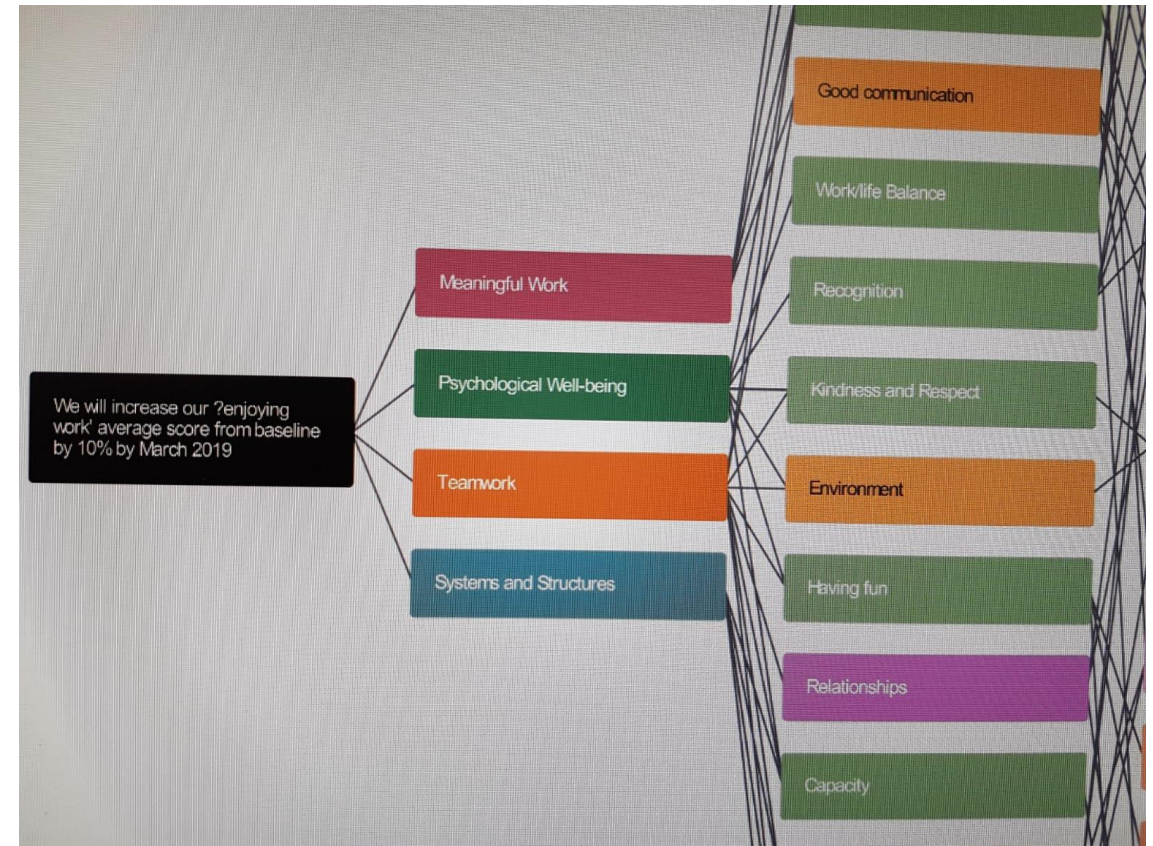 We will increase our ?enjoying
work' average score from baseline
by 10% by March 2019
Meaningful Work
Psychological Well-being
Teamwork
Systems and Structures
Good communication
Work/life Balance
Recognition
Kindness and Respect
Environment
Having fun
Relationships
Capacity